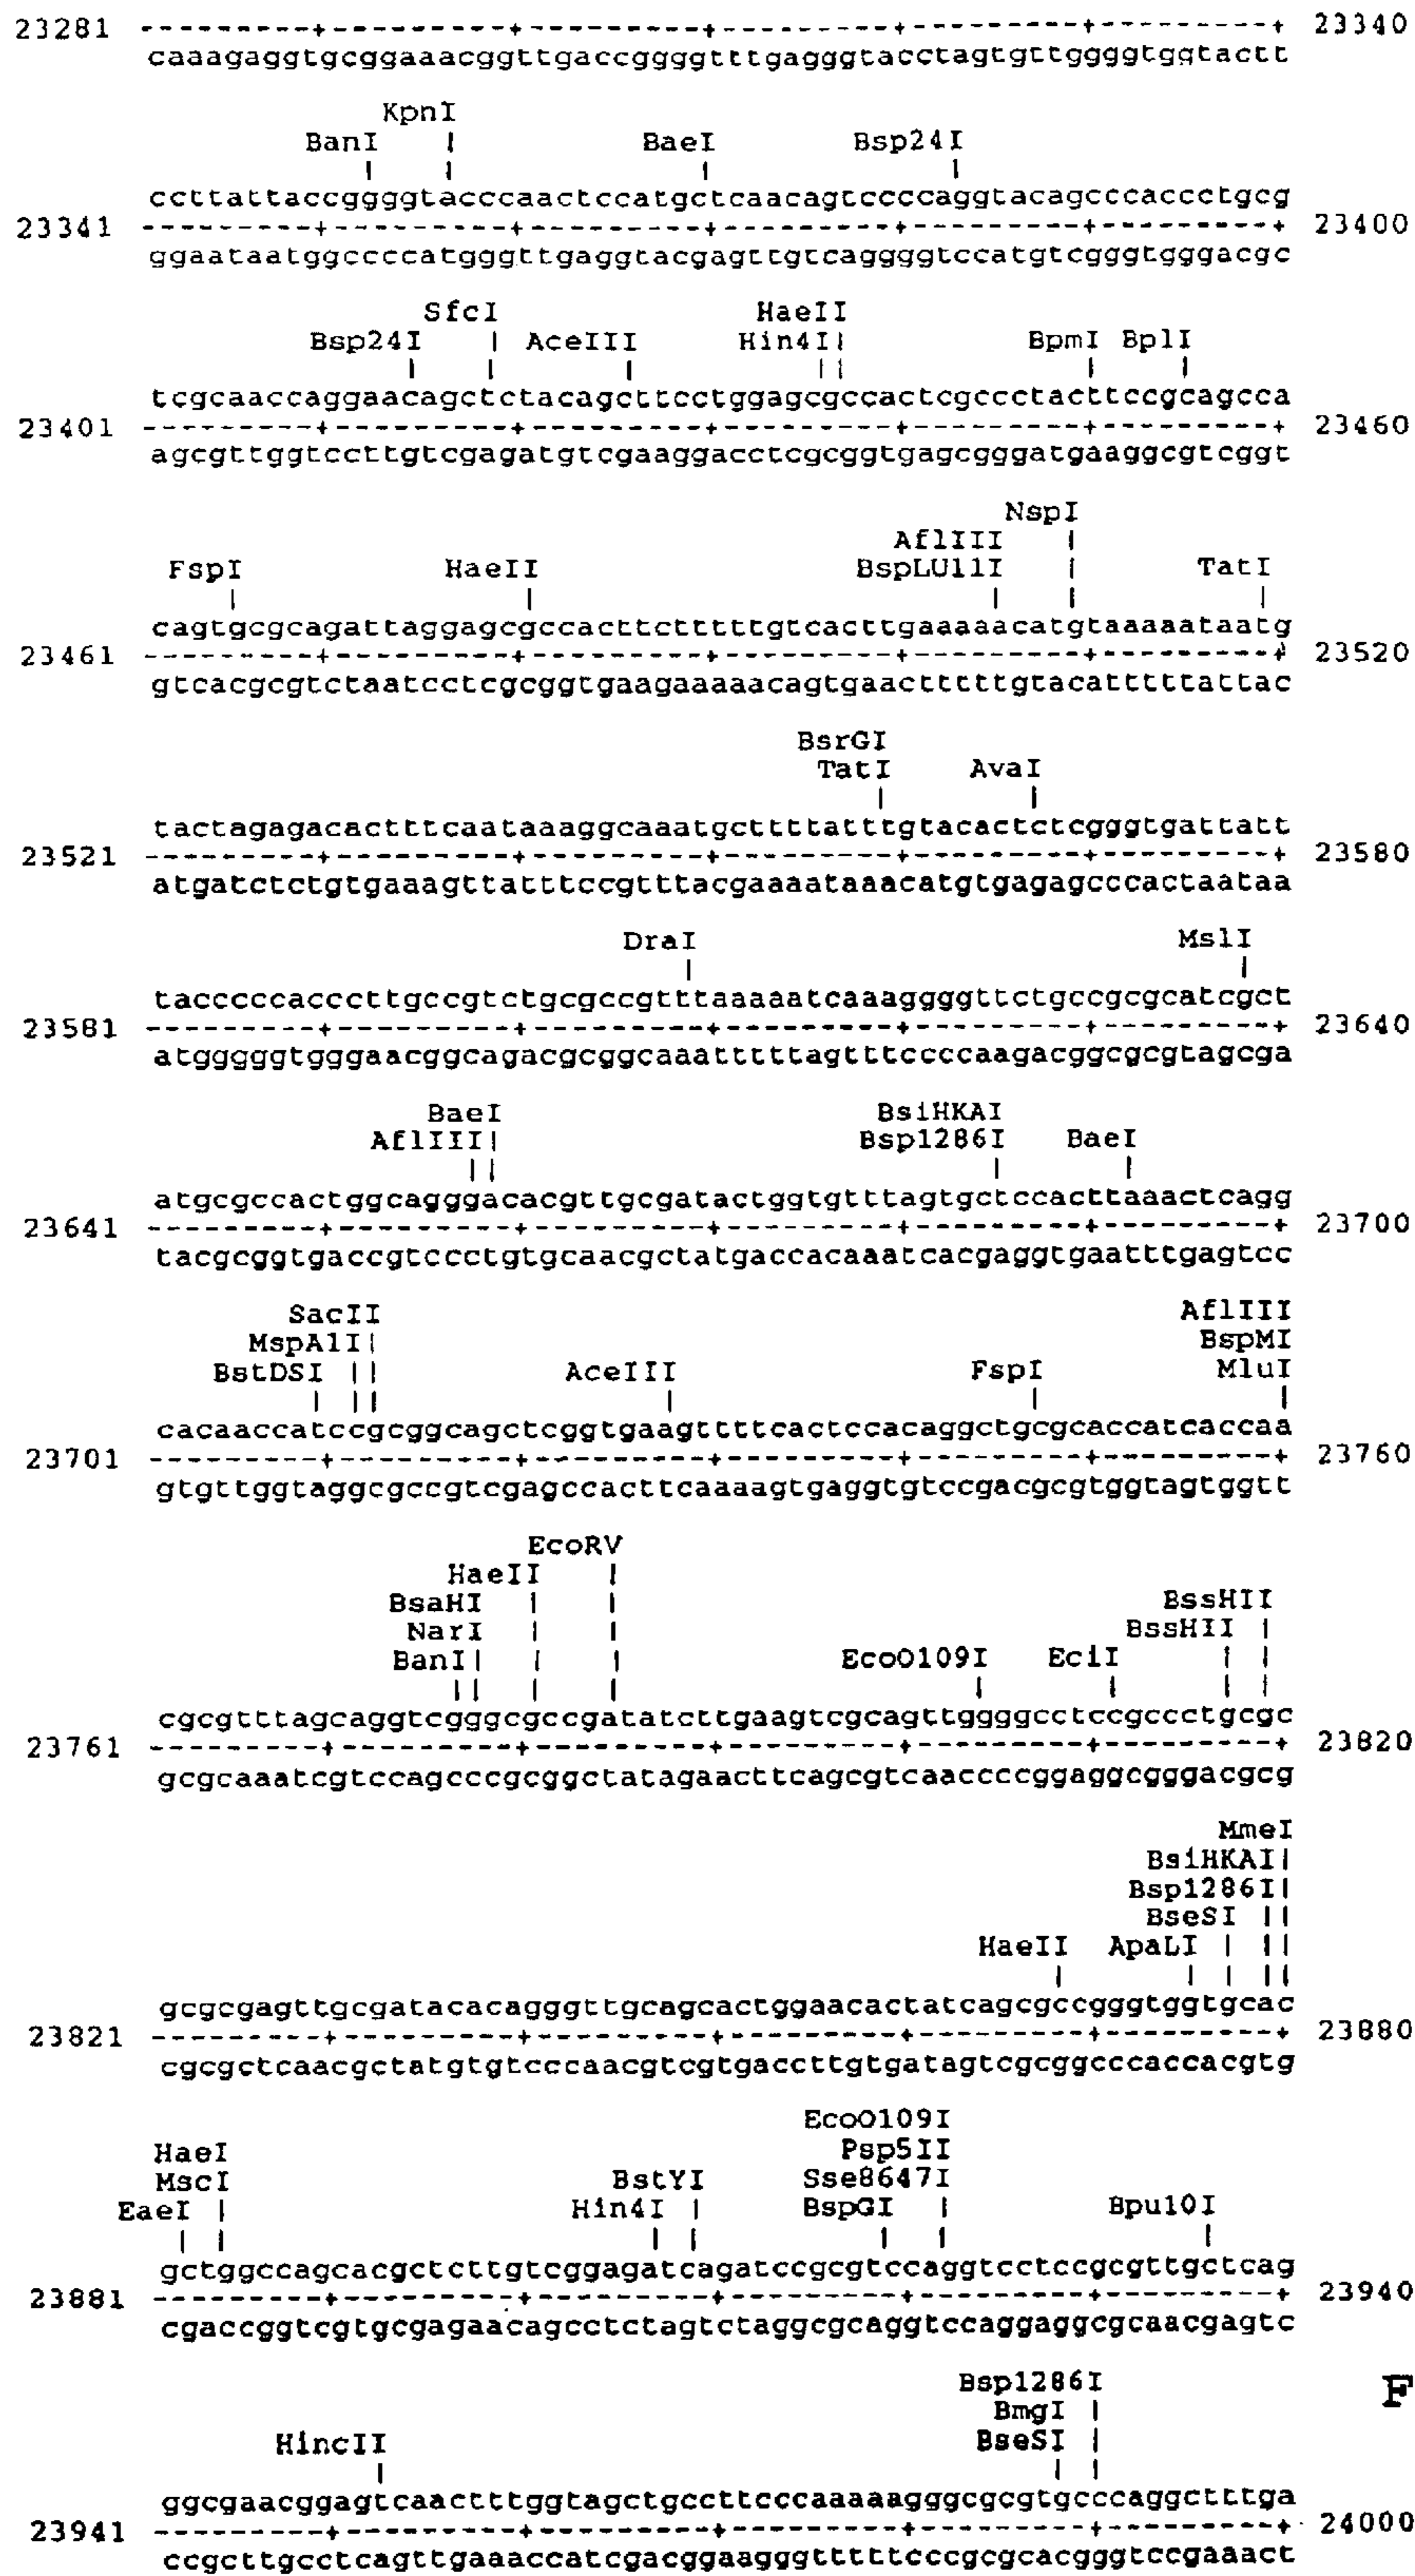 23281 ---------+---------+---------+---------+---------+---------+ 23340
caaagaggtgcggaaacggttgaccggggtttgagggtacctagtgttggggtggtactt
KpnI
BanI | BaeI Bsp24I
| | | |
ccttattaccggggtacccaactccatgctcaacagtccccaggtacagcccaccctgcg
23341 ---------+---------+---------+---------+---------+---------+ 23400
ggaataatggccccatgggttgaggtacgagttgtcaggggtccatgtcgggtgggacgc
SfcI HaeII
Bsp24I | AceIII Hin4I| BpmI BplI
| | | || | |
tcgcaaccaggaacagctctacagcttcctggagcgccactcgccctacttccgcagcca
23401 ---------+---------+---------+---------+---------+---------+ 23460
agcgttggtccttgtcgagatgtcgaaggacctcgcggtgagcgggatgaaggcgtcggt
NspI
AflIII |
FspI HaeII BspLU11I | TatI
| | | | |
cagtgcgcagattaggagcgccacttctttttgtcacttgaaaaacatgtaaaaataatg
23461 ---------+---------+---------+---------+---------+---------+ 23520
gtcacgcgtctaatcctcgcggtgaagaaaaacagtgaactttttgtacatttttattac
BsrGI
TatI AvaI
| |
tactagagacactttcaataaaggcaaatgcttttatttgtacactctcgggtgattatt
23521 ---------+---------+---------+---------+---------+---------+ 23580
atgatctctgtgaaagttatttccgtttacgaaaataaacatgtgagagcccactaataa
DraI MslI
| |
tacccccacccttgccgtctgcgccgtttaaaaatcaaaggggttctgccgcgcatcgct
23581 ---------+---------+---------+---------+---------+---------+ 23640
atgggggtgggaacggcagacgcggcaaatttttagtttccccaagacggcgcgtagcga
BaeI BsiHKAI
AflIII| Bsp1286I BaeI
|| | |
atgcgccactggcagggacacgttgcgatactggtgtttagtgctccacttaaactcagg
23641 ---------+---------+---------+---------+---------+---------+ 23700
tacgcggtgaccgtccctgtgcaacgctatgaccacaaatcacgaggtgaatttgagtcc
SacII AflIII
MspA1I| BspMI
BstDSI || AceIII FspI MluI
| || | | |
cacaaccatccgcggcagctcggtgaagttttcactccacaggctgcgcaccatcaccaa
23701 ---------+---------+---------+---------+---------+---------+ 23760
gtgttggtaggcgccgtcgagccacttcaaaagtgaggtgtccgacgcgtggtagtggtt
EcoRV
HaeII |
BsaHI | | BssHII
NarI | | BssHII |
BanI| | | EcoO109I EciI | |
|| | | | | | |
cgcgtttagcaggtcgggcgccgatatcttgaagtcgcagttggggcctccgccctgcgc
23761 ---------+---------+---------+---------+---------+---------+ 23820
gcgcaaatcgtccagcccgcggctatagaacttcagcgtcaaccccggaggcgggacgcg
MmeI
BsiHKAI|
Bsp1286I|
BseSI ||
HaeII ApaLI | ||
| | | ||
gcgcgagttgcgatacacagggttgcagcactggaacactatcagcgccgggtggtgcac
23821 ---------+---------+---------+---------+---------+---------+ 23880
cgcgctcaacgctatgtgtcccaacgtcgtgaccttgtgatagtcgcggcccaccacgtg
EcoO109I
HaeI Psp5II
MscI BstYI Sse8647I
EaeI | Hin4I | BspGI | Bpu10I
| | | | | | |
gctggccagcacgctcttgtcggagatcagatccgcgtccaggtcctccgcgttgctcag
23881 ---------+---------+---------+---------+---------+---------+ 23940
cgaccggtcgtgcgagaacagcctctagtctaggcgcaggtccaggaggcgcaacgagtc
Bsp1286I F
BmgI |
HincII BseSI |
| | |
ggcgaacggagtcaactttggtagctgccttcccaaaaagggcgcgtgcccaggctttga
23941 ---------+---------+---------+---------+---------+---------+ 24000
ccgcttgcctcagttgaaaccatcgacggaagggtttttcccgcgcacgggtccgaaact